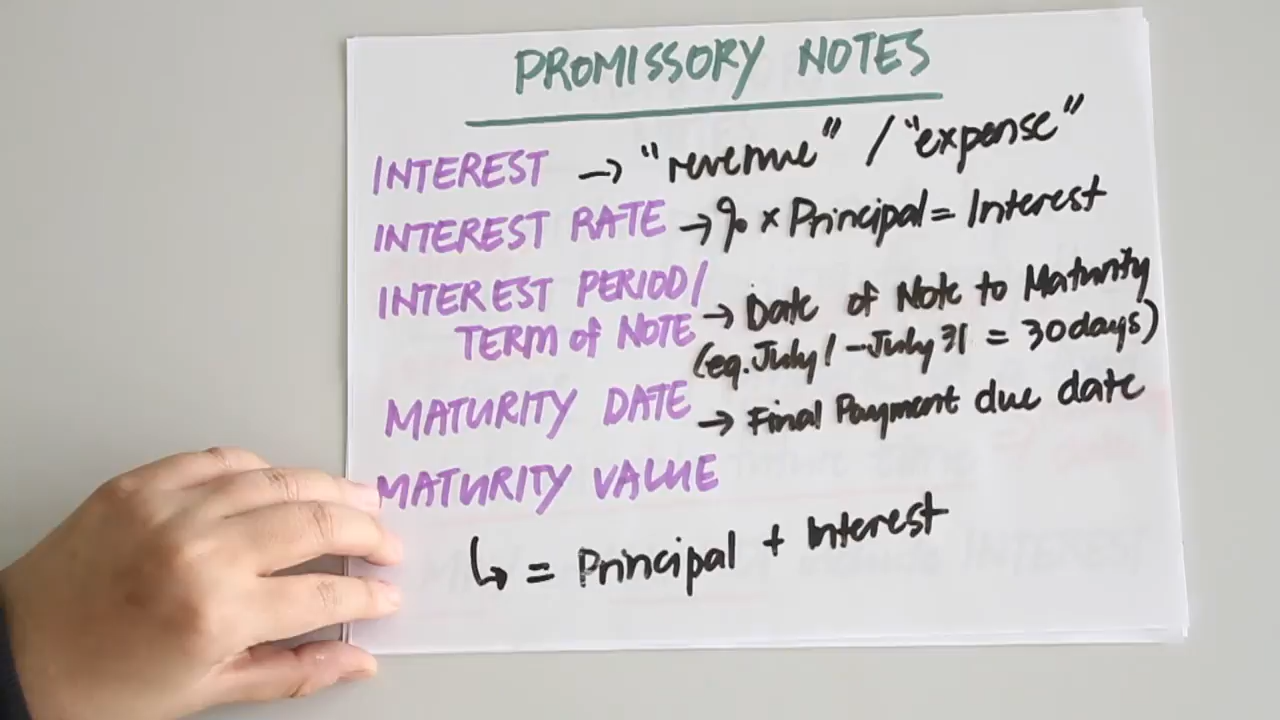 PROMISSORY NOTES
INTEREST → "revenue" / "expense"
INTEREST RATE → % × Principal = Interest
INTEREST PERIOD/
TERM of NOTE → Date of Note to Maturity
(eg. July 1 - July 31 = 30 days)
MATURITY DATE → Final Payment due date
MATURITY VALUE
↳ = Principal + Interest